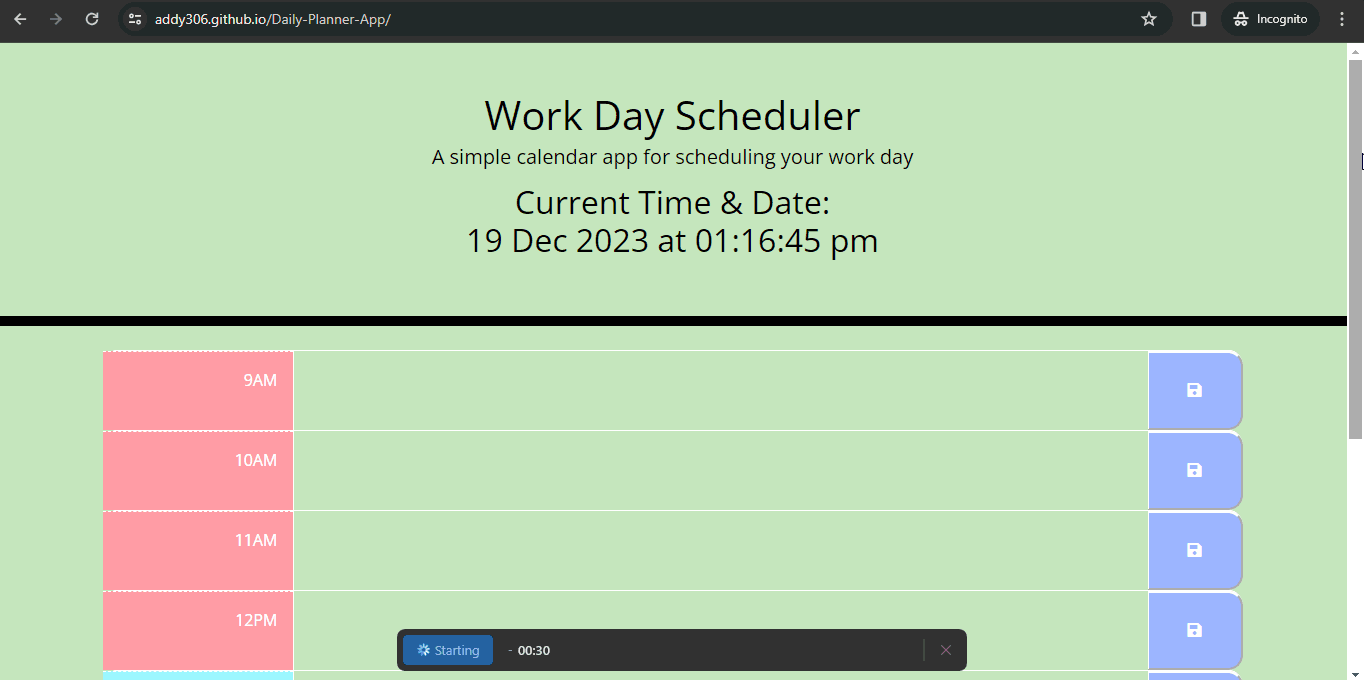 addy306.github.io/Daily-Planner-App/
Incognito
Work Day Scheduler
A simple calendar app for scheduling your work day
Current Time & Date:
19 Dec 2023 at 01:16:45 pm
9AM
10AM
11AM
12PM
Starting - 00:30